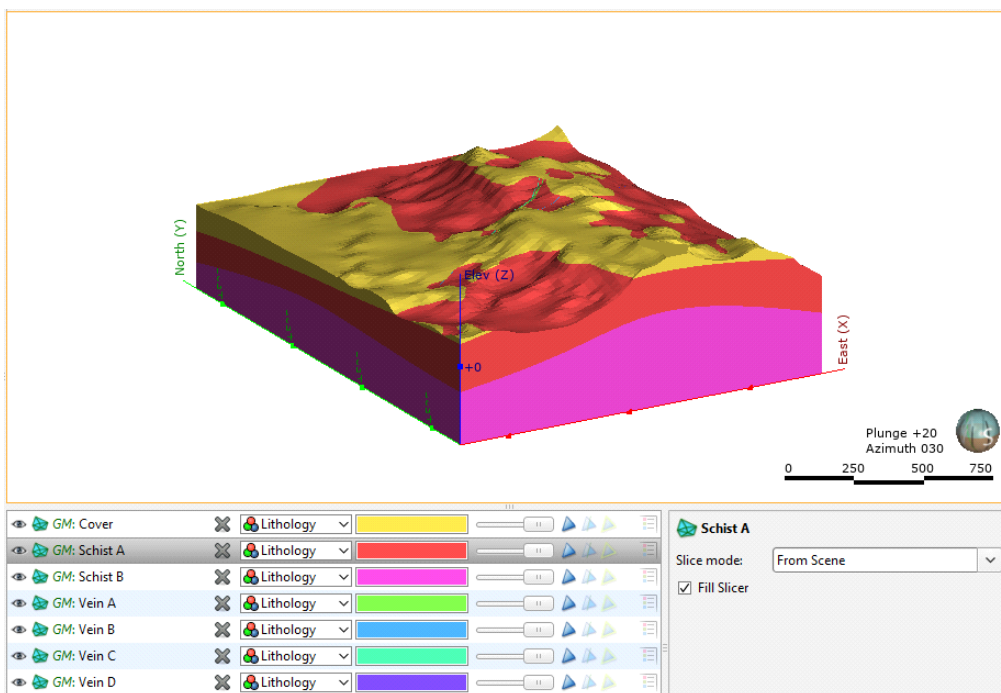 North (Y)
Elev (Z)
+0
East (X)
Plunge +20
Azimuth 030
S
0 250 500 750
GM: Cover Lithology
GM: Schist A Lithology
GM: Schist B Lithology
GM: Vein A Lithology
GM: Vein B Lithology
GM: Vein C Lithology
GM: Vein D Lithology
Schist A
Slice mode: From Scene
Fill Slicer